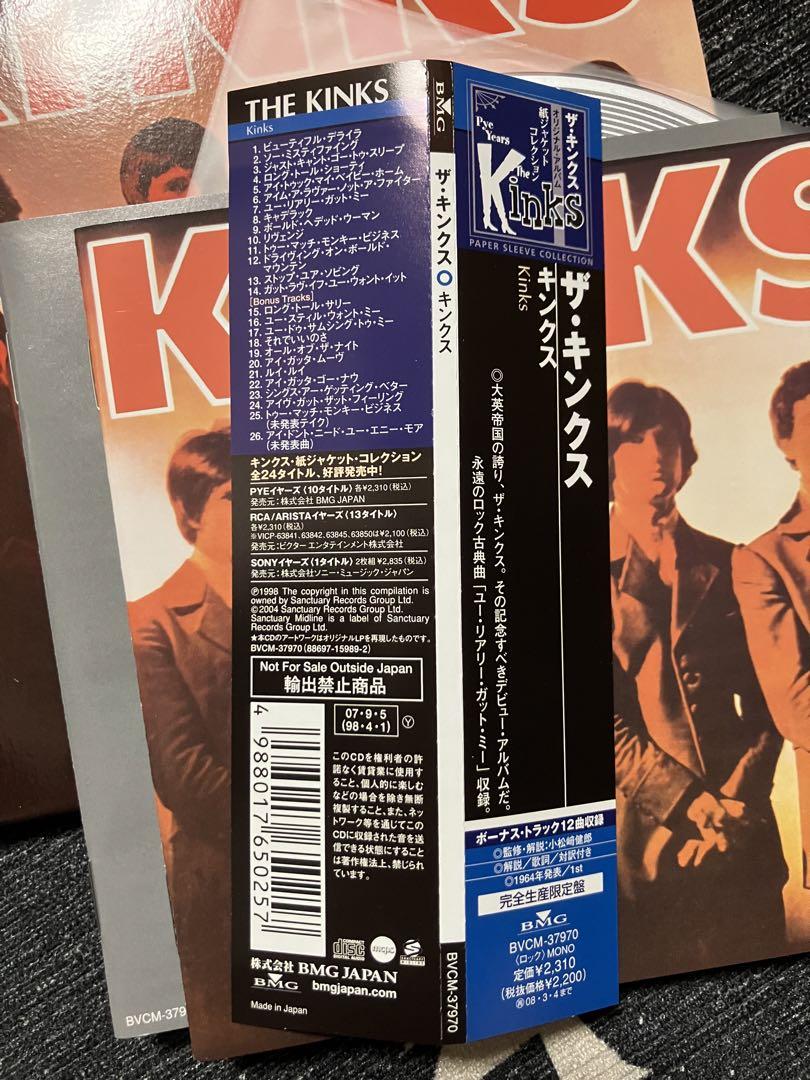 KINKS
THE KINKS
Kinks
1. ビューティフル・デライラ
2. ソー・ミスティファイング
3. ジャスト・キャント・ゴー・トゥ・スリープ
4. ロング・トール・ショーティ
5. アイ・トゥック・マイ・ベイビー・ホーム
6. アイム・ア・ラヴァー・ノット・ア・ファイター
7. ユー・リアリー・ガット・ミー
8. キャデラック
9. ボールド・ヘデッド・ウーマン
10. リヴェンジ
11. トゥー・マッチ・モンキー・ビジネス
12. ドライヴィング・オン・ボールド・
マウンテン
13. ストップ・ユア・ソビング
14. ガット・ラヴ・イフ・ユー・ウォント・イット
[Bonus Tracks]
15. ロング・トール・サリー
16. ユー・スティル・ウォント・ミー
17. ユー・ドゥ・サムシング・トゥ・ミー
18. それでいいのさ
19. オール・オブ・ザ・ナイト
20. アイ・ガッタ・ムーヴ
21. ルイ・ルイ
22. アイ・ガッタ・ゴー・ナウ
23. シングス・アー・ゲッティング・ベター
24. アイヴ・ガット・ザット・フィーリング
25. トゥー・マッチ・モンキー・ビジネス
(未発表テイク)
26. アイ・ドント・ニード・ユー・エニー・モア
(未発表曲)
キンクス・紙ジャケット・コレクション
全24タイトル、好評発売中!
PYEイヤーズ〈10タイトル〉各¥2,310(税込)
発売元:株式会社 BMG JAPAN
RCA/ARISTAイヤーズ〈13タイトル〉
各¥2,310(税込)
※VICP-63841、63842、63845、63850は¥2,100(税込)
発売元:ビクター エンタテインメント株式会社
SONYイヤーズ〈1タイトル〉2枚組 ¥2,835(税込)
発売元:株式会社ソニー・ミュージック・ジャパン
℗1998 The copyright in this compilation is
owned by Sanctuary Records Group Ltd.
©2004 Sanctuary Records Group Ltd.
Sanctuary Midline is a label of Sanctuary
Records Group Ltd.
★本CDのアートワークはオリジナルLPを再現したものです。
BVCM-37970 (88697-15989-2)
Not For Sale Outside Japan
輸出禁止商品
07・9・5
(98・4・1)
Y
4 988017 650257
このCDを権利者の許
諾なく賃貸業に使用す
ること、個人的に楽しむ
などの場合を除き無断
複製すること、また、ネッ
トワーク等を通じてこの
CDに収録された音を送
信できる状態にすること
は著作権法上、禁じられ
ています。
COMPACT
disc
DIGITAL AUDIO
株式会社 BMG JAPAN
BMG bmgjapan.com
Made in Japan
BMG
ザ・キンクス キンクス
BVCM-37970
Pye Years
The Kinks
ザ・キンクス
オリジナル・アルバム
紙ジャケット
コレクション
PAPER SLEEVE COLLECTION
ザ・キンクス
キンクス
Kinks
◎大英帝国の誇り、ザ・キンクス。その記念すべきデビュー・アルバムだ。
永遠のロック古典曲「ユー・リアリー・ガット・ミー」収録。
ボーナス・トラック12曲収録
◎監修・解説:小松崎健郎
◎解説/歌詞/対訳付き
◎1964年発表/1st
完全生産限定盤
BMG
BVCM-37970
(ロック) MONO
定価¥2,310
(税抜価格¥2,200)
再08・3・4まで
K
KS
BVCM-379